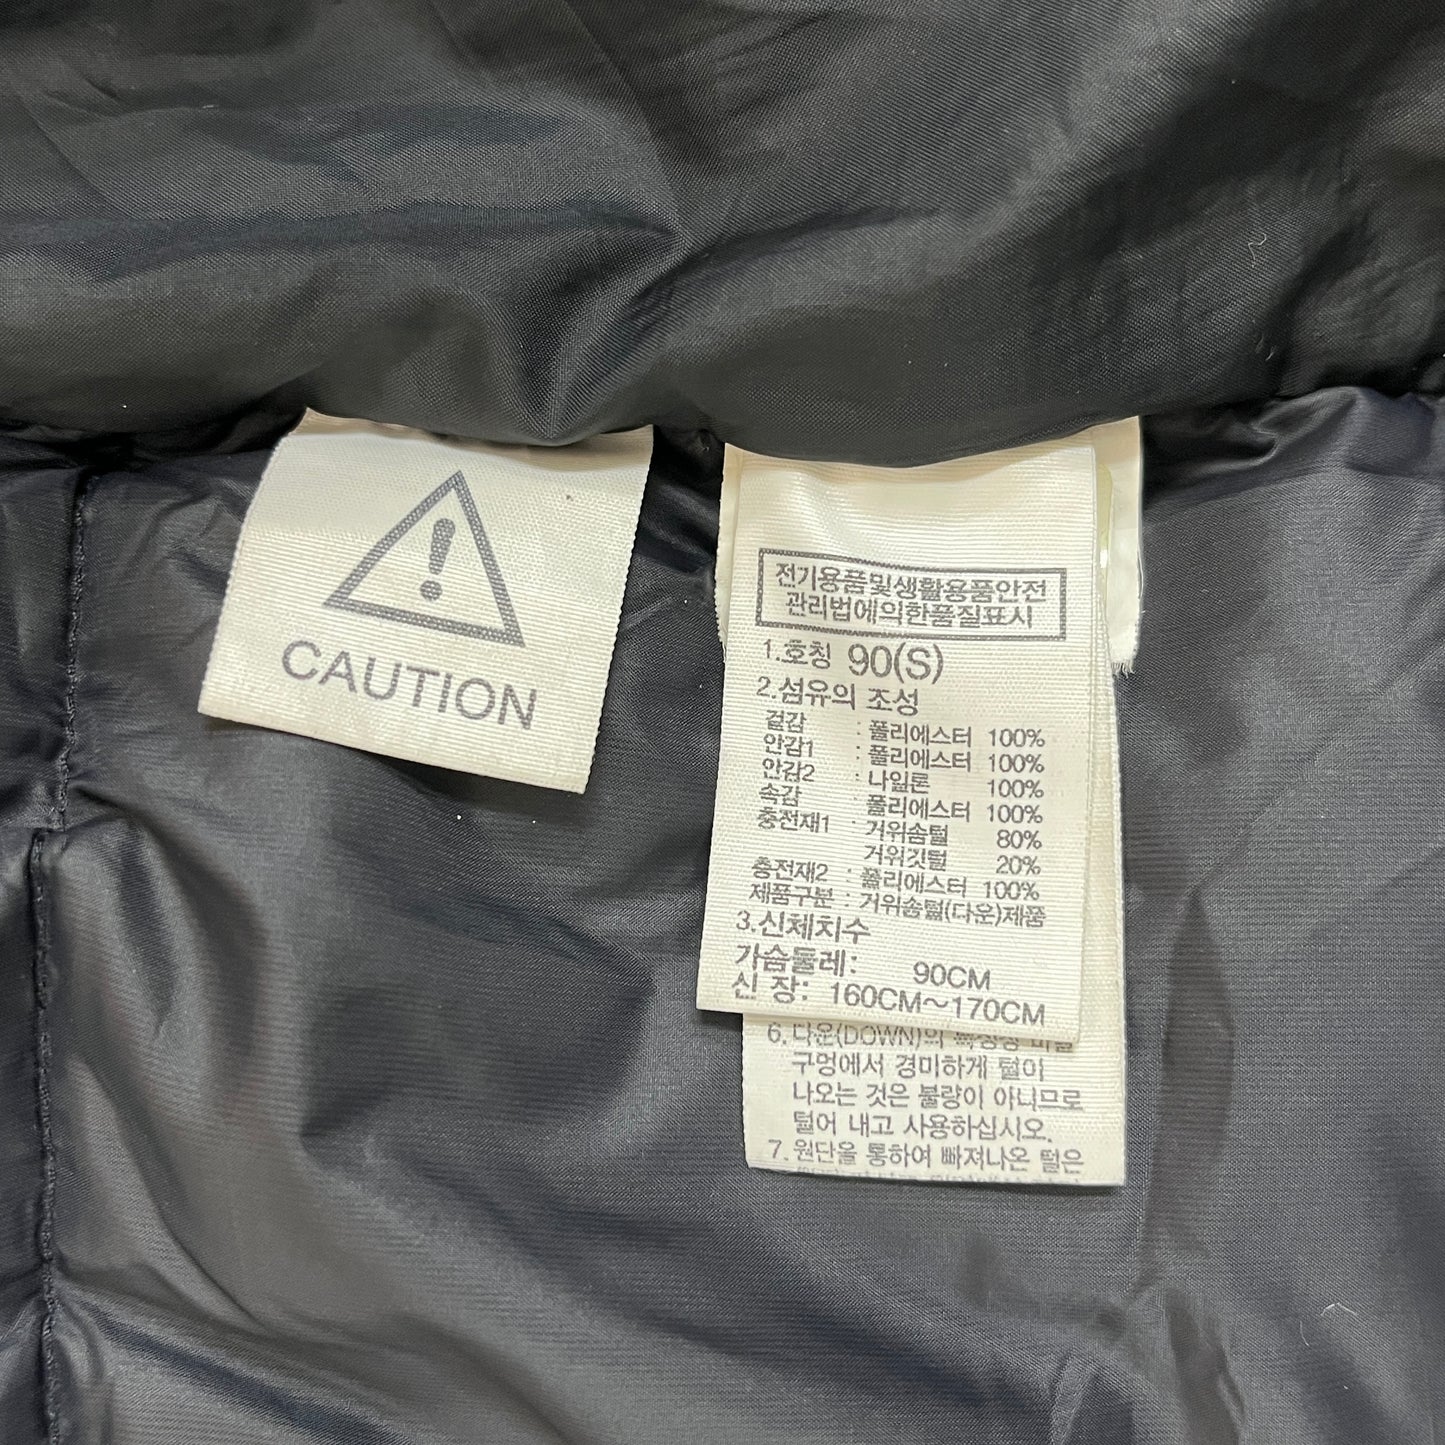 CAUTION
전기용품및생활용품안전
관리법에의한품질표시
1.호칭 90(S)
2.섬유의 조성
겉감 : 폴리에스터 100%
안감1 : 폴리에스터 100%
안감2 : 나일론 100%
속감 : 폴리에스터 100%
충전재1 : 거위솜털 80%
거위깃털 20%
충전재2 : 폴리에스터 100%
제품구분 : 거위솜털(다운)제품
3.신체치수
가슴둘레: 90CM
신 장: 160CM~170CM
6. 다운(DOWN)의 특성상
구멍에서 경미하게 털이
나오는 것은 불량이 아니므로
털어 내고 사용하십시오.
7. 원단을 통하여 빠져나온 털은